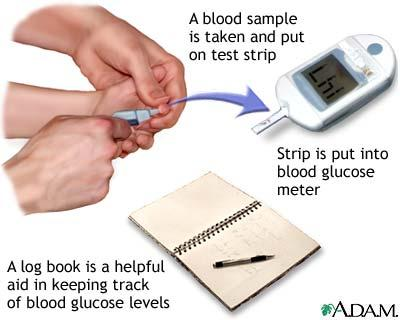 A blood sample
is taken and put
on test strip
Strip is put into
blood glucose
meter
A log book is a helpful
aid in keeping track
of blood glucose levels
ADAM.